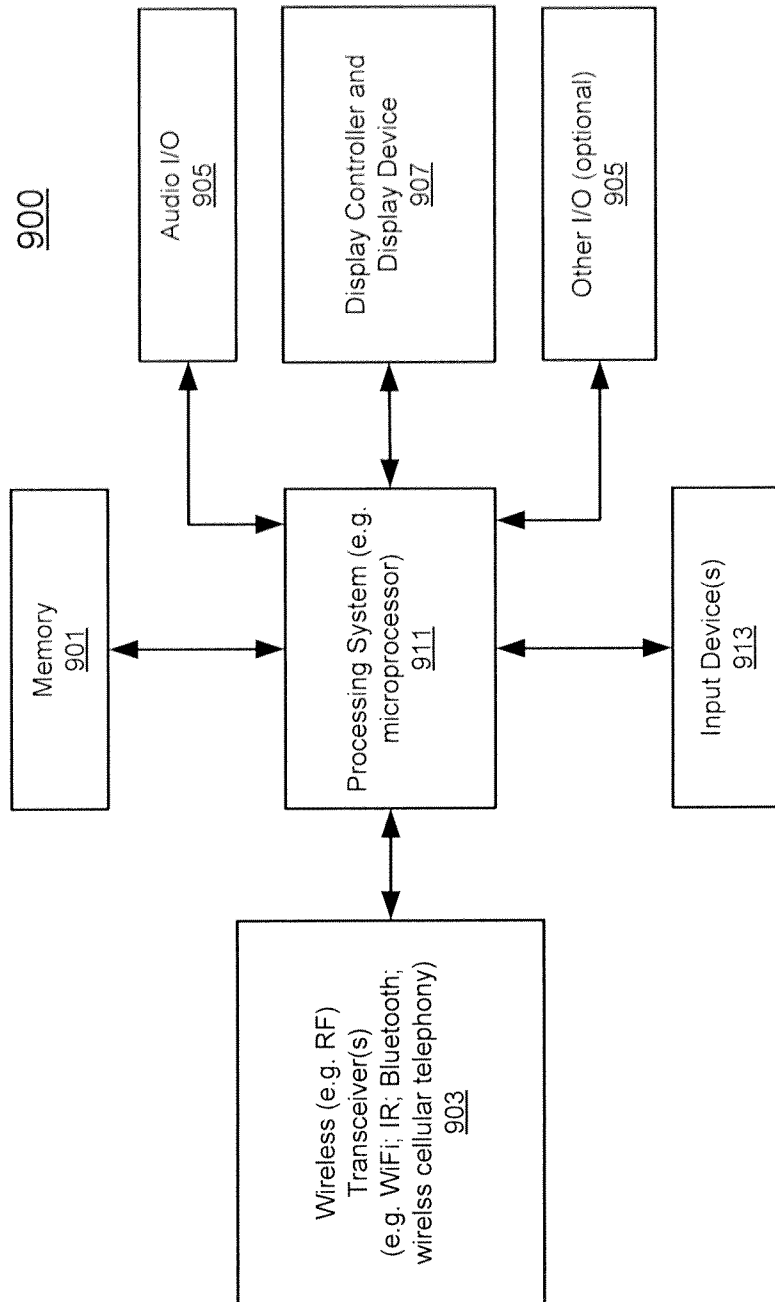 900
Memory
901
Audio I/O
905
Wireless (e.g. RF)
Transceiver(s)
(e.g. WiFi; IR; Bluetooth;
wirelss cellular telephony)
903
Processing System (e.g.
microprocessor)
911
Display Controller and
Display Device
907
Input Device(s)
913
Other I/O (optional)
905